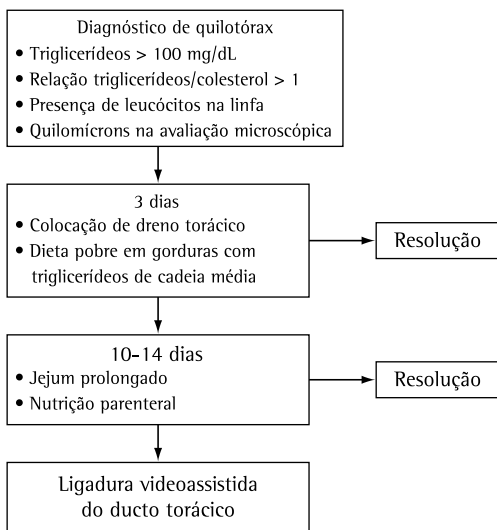 Diagnóstico de quilotórax
• Triglicerídeos > 100 mg/dL
• Relação triglicerídeos/colesterol > 1
• Presença de leucócitos na linfa
• Quilomícrons na avaliação microscópica
3 dias
• Colocação de dreno torácico
• Dieta pobre em gorduras com
triglicerídeos de cadeia média
Resolução
10-14 dias
• Jejum prolongado
• Nutrição parenteral
Resolução
Ligadura videoassistida
do ducto torácico